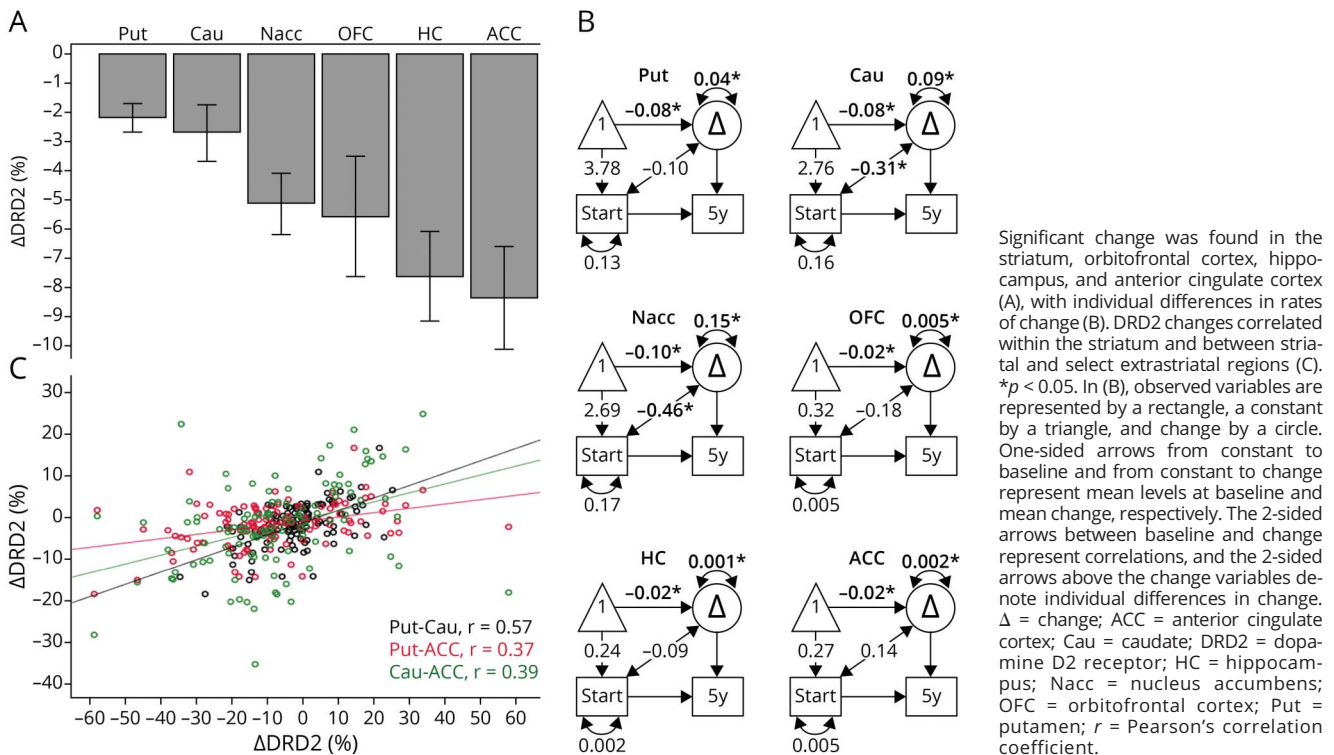 A
Put Cau Nacc OFC HC ACC
0
−1
−2
−3
−4
−5
−6
−7
−8
−9
−10
ΔDRD2 (%)
B
Put
0.04*
−0.08*
1
Δ
3.78
−0.10
Start
5y
0.13
Cau
0.09*
−0.08*
1
Δ
2.76
−0.31*
Start
5y
0.16
Nacc
0.15*
−0.10*
1
Δ
2.69
−0.46*
Start
5y
0.17
OFC
0.005*
−0.02*
1
Δ
0.32
−0.18
Start
5y
0.005
HC
0.001*
−0.02*
1
Δ
0.24
−0.09
Start
5y
0.002
ACC
0.002*
−0.02*
1
Δ
0.27
0.14
Start
5y
0.005
C
30
20
10
0
−10
−20
−30
−40
ΔDRD2 (%)
Put-Cau, r = 0.57
Put-ACC, r = 0.37
Cau-ACC, r = 0.39
−60 −50 −40 −30 −20 −10 0 10 20 30 40 50 60
ΔDRD2 (%)
Significant change was found in the
striatum, orbitofrontal cortex, hippo-
campus, and anterior cingulate cortex
(A), with individual differences in rates
of change (B). DRD2 changes correlated
within the striatum and between stria-
tal and select extrastriatal regions (C).
*p < 0.05. In (B), observed variables are
represented by a rectangle, a constant
by a triangle, and change by a circle.
One-sided arrows from constant to
baseline and from constant to change
represent mean levels at baseline and
mean change, respectively. The 2-sided
arrows between baseline and change
represent correlations, and the 2-sided
arrows above the change variables de-
note individual differences in change.
Δ = change; ACC = anterior cingulate
cortex; Cau = caudate; DRD2 = dopa-
mine D2 receptor; HC = hippocam-
pus; Nacc = nucleus accumbens;
OFC = orbitofrontal cortex; Put =
putamen; r = Pearson's correlation
coefficient.